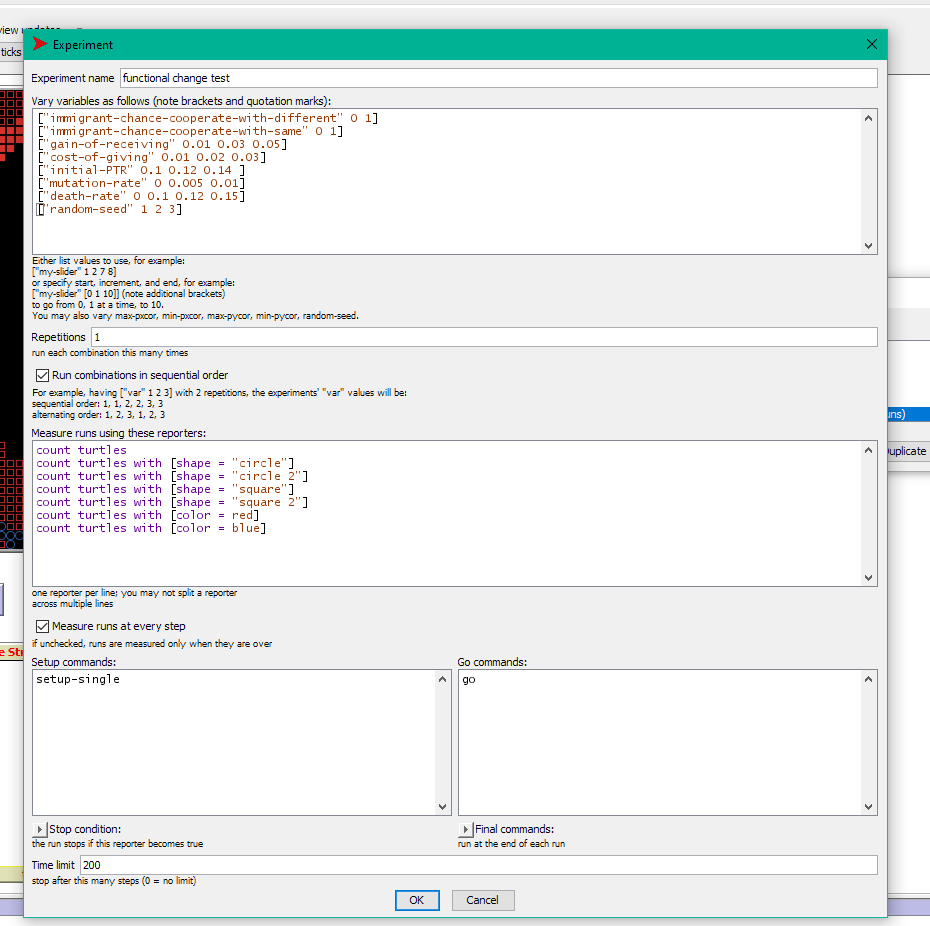 ticks
Experiment
Experiment name functional change test
Vary variables as follows (note brackets and quotation marks):
["immigrant-chance-cooperate-with-different" 0 1]
["immigrant-chance-cooperate-with-same" 0 1]
["gain-of-receiving" 0.01 0.03 0.05]
["cost-of-giving" 0.01 0.02 0.03]
["initial-PTR" 0.1 0.12 0.14 ]
["mutation-rate" 0 0.005 0.01]
["death-rate" 0 0.1 0.12 0.15]
["random-seed" 1 2 3]
Either list values to use, for example:
["my-slider" 1 2 7 8]
or specify start, increment, and end, for example:
["my-slider" [0 1 10]] (note additional brackets)
to go from 0, 1 at a time, to 10.
You may also vary max-pxcor, min-pxcor, max-pycor, min-pycor, random-seed.
Repetitions 1
run each combination this many times
Run combinations in sequential order
For example, having ["var" 1 2 3] with 2 repetitions, the experiments' "var" values will be:
sequential order: 1, 1, 2, 2, 3, 3
alternating order: 1, 2, 3, 1, 2, 3
Measure runs using these reporters:
count turtles
count turtles with [shape = "circle"]
count turtles with [shape = "circle 2"]
count turtles with [shape = "square"]
count turtles with [shape = "square 2"]
count turtles with [color = red]
count turtles with [color = blue]
one reporter per line; you may not split a reporter
across multiple lines
Measure runs at every step
if unchecked, runs are measured only when they are over
Setup commands:
setup-single
Go commands:
go
Stop condition:
the run stops if this reporter becomes true
Final commands:
run at the end of each run
Time limit 200
stop after this many steps (0 = no limit)
OK
Cancel